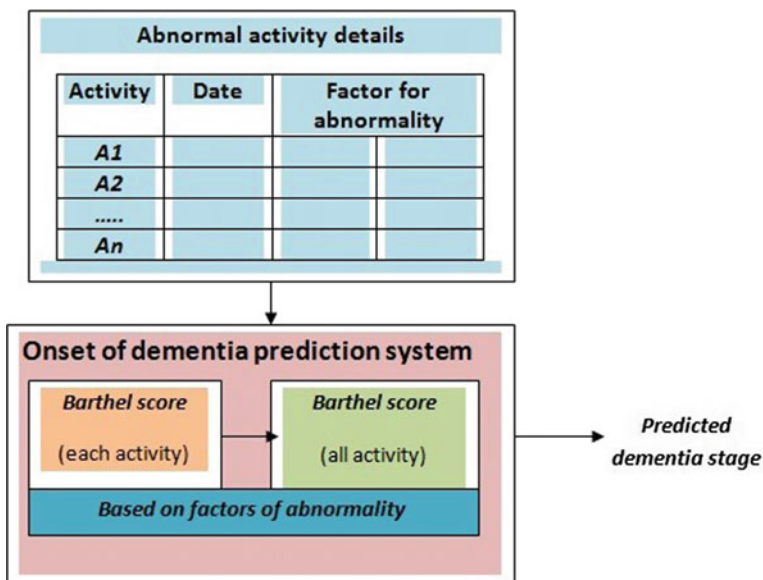 Abnormal activity details
Activity Date Factor for
abnormality
A1
A2
.....
An
Onset of dementia prediction system
Barthel score Barthel score
(each activity) (all activity)
Based on factors of abnormality
Predicted
dementia stage